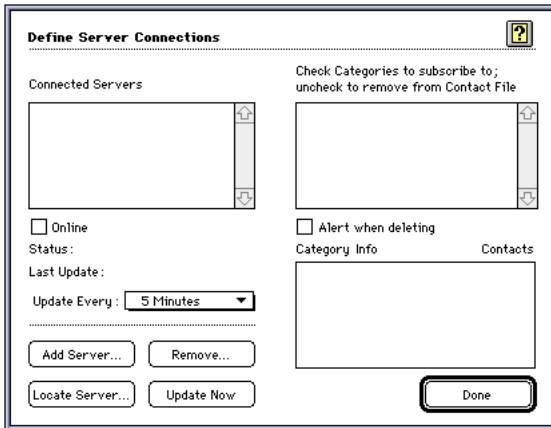 Define Server Connections
?
Connected Servers
Check Categories to subscribe to;
uncheck to remove from Contact File
Online
Alert when deleting
Status:
Category Info
Contacts
Last Update:
Update Every: 5 Minutes
Add Server...
Remove...
Locate Server...
Update Now
Done